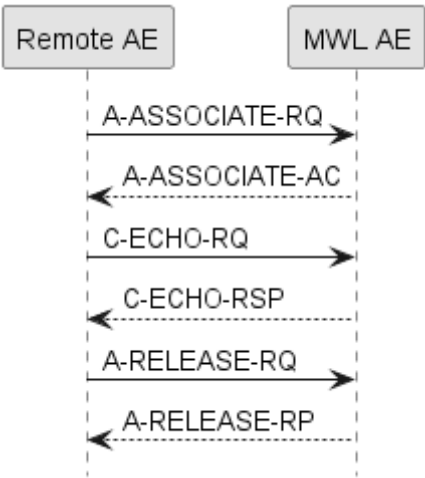 Remote AE
MWL AE
A-ASSOCIATE-RQ
A-ASSOCIATE-AC
C-ECHO-RQ
C-ECHO-RSP
A-RELEASE-RQ
A-RELEASE-RP